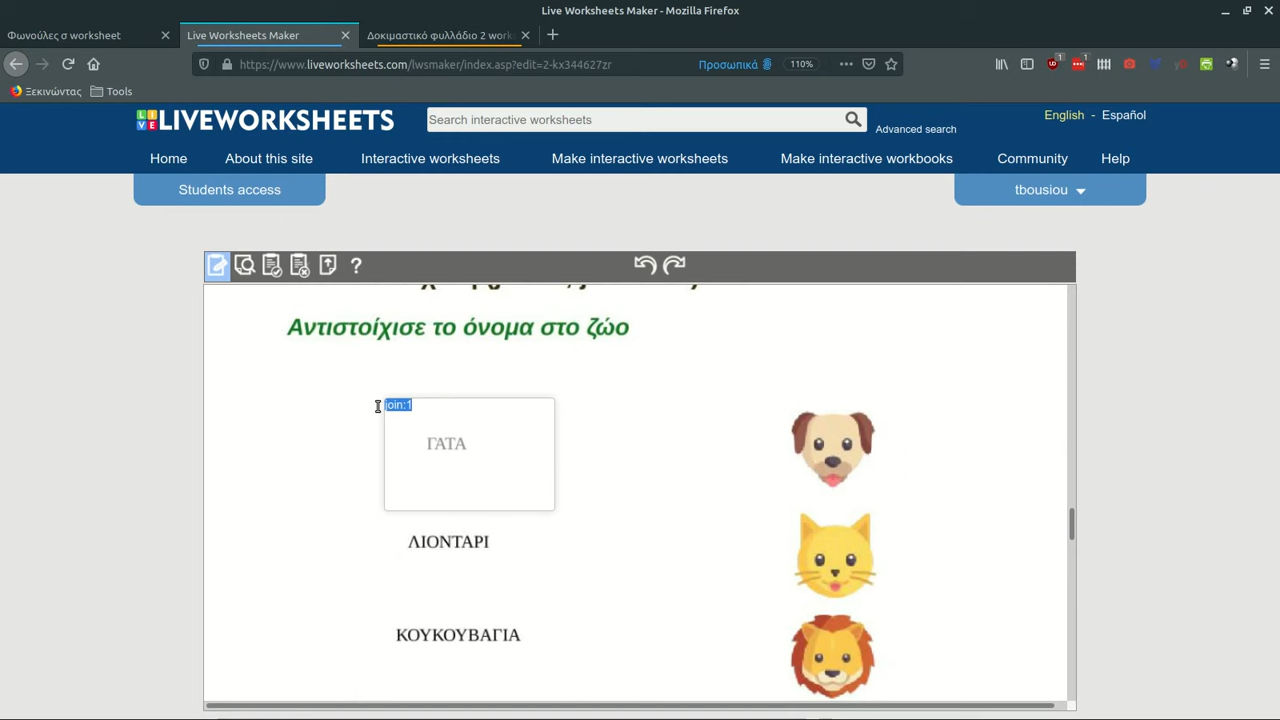 Live Worksheets Maker - Mozilla Firefox
Φωνούλες σ worksheet
Live Worksheets Maker
Δοκιμαστικό φυλλάδιο 2 work
https://www.liveworksheets.com/lwsmaker/index.asp?edit=2-kx344627zr
Προσωπικά
110%
1
1
Ξεκινώντας
Tools
LIVE
LIVEWORKSHEETS
Search interactive worksheets
Advanced search
English - Español
Home
About this site
Interactive worksheets
Make interactive worksheets
Make interactive workbooks
Community
Help
Students access
tbousiou
?
Αντιστοίχισε το όνομα στο ζώο
join:1
ΓΑΤΑ
ΛΙΟΝΤΑΡΙ
ΚΟΥΚΟΥΒΑΓΙΑ